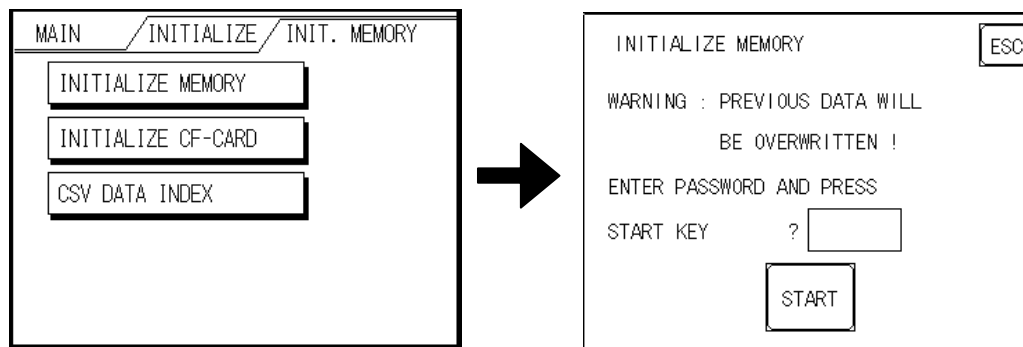 MAIN INITIALIZE INIT. MEMORY
INITIALIZE MEMORY
INITIALIZE CF-CARD
CSV DATA INDEX
INITIALIZE MEMORY ESC
WARNING : PREVIOUS DATA WILL
BE OVERWRITTEN !
ENTER PASSWORD AND PRESS
START KEY ?
START